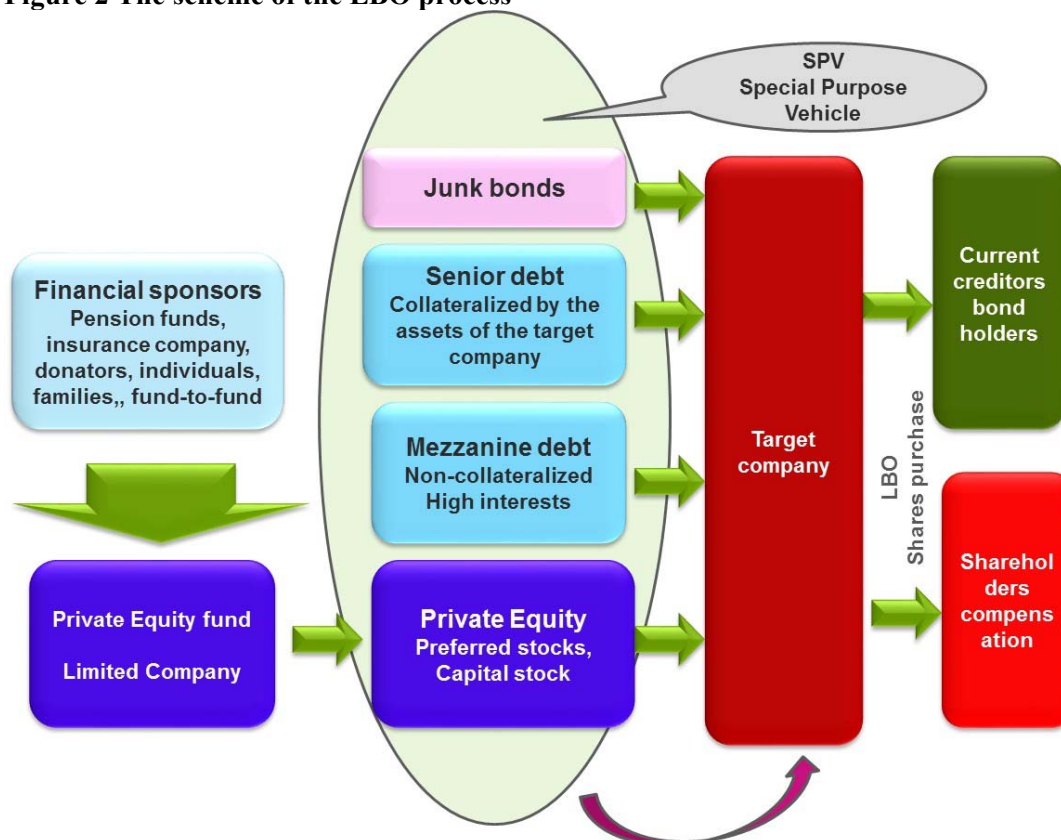 Figure 2 The scheme of the LBO process
SPV
Special Purpose
Vehicle
Junk bonds
Senior debt
Collateralized by the
assets of the target
company
Financial sponsors
Pension funds,
insurance company,
donators, individuals,
families,, fund-to-fund
Mezzanine debt
Non-collateralized
High interests
Private Equity fund
Limited Company
Private Equity
Preferred stocks,
Capital stock
Target
company
LBO
Shares purchase
Current
creditors
bond
holders
Sharehol
ders
compens
ation